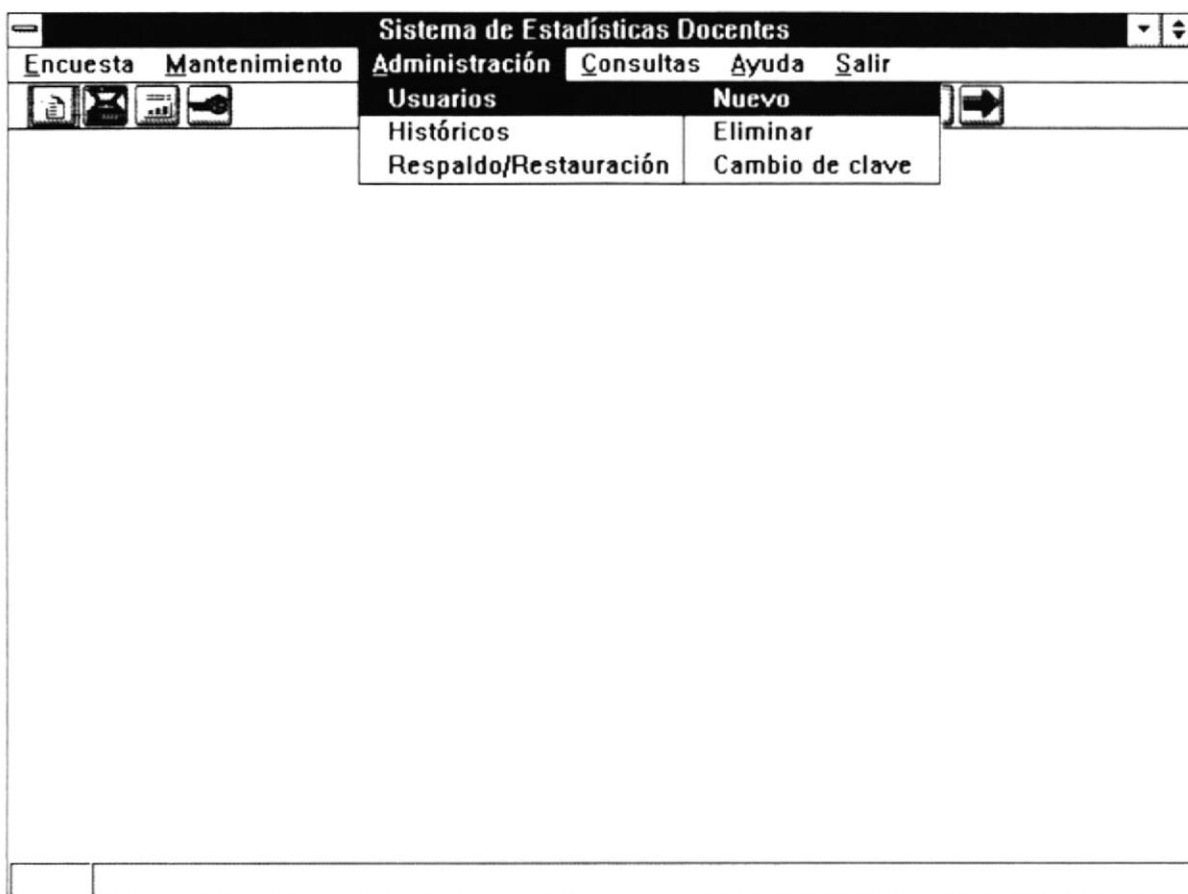 Sistema de Estadísticas Docentes
Encuesta Mantenimiento Administración Consultas Ayuda Salir
Usuarios Nuevo
Históricos Eliminar
Respaldo/Restauración Cambio de clave